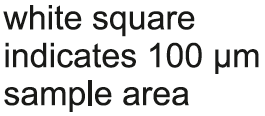 white square
indicates 100 µm
sample area